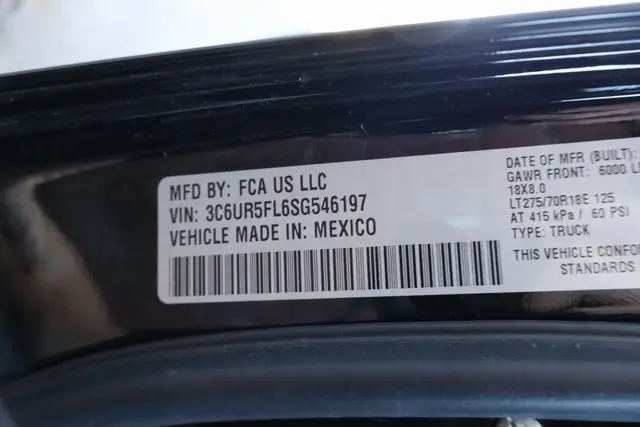 MFD BY: FCA US LLC
VIN: 3C6UR5FL6SG546197
VEHICLE MADE IN: MEXICO
DATE OF MFR (BUILT):
GAWR FRONT: 6000
18X8.0
LT275/70R18E 125
AT 415 kPa / 60 PSI
TYPE: TRUCK
THIS VEHICLE
STANDARDS